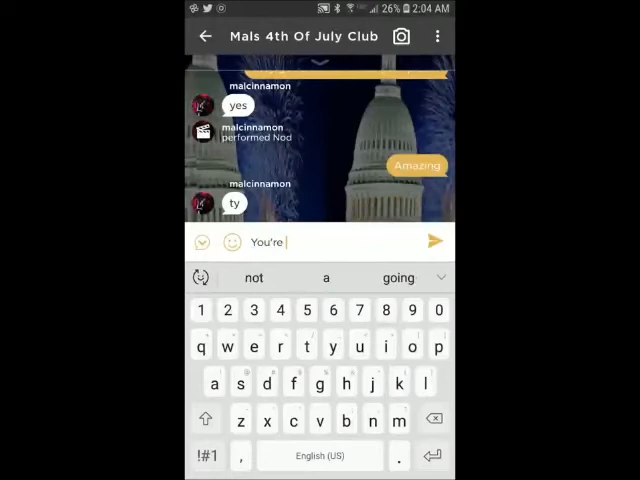 26% 2:04 AM
Mals 4th Of July Club
malcinnamon
yes
malcinnamon
performed Nod
Amazing
malcinnamon
ty
You're
not a going
1 2 3 4 5 6 7 8 9 0
q w e r t y u i o p
a s d f g h j k l
z x c v b n m
!#1 , English (US) .